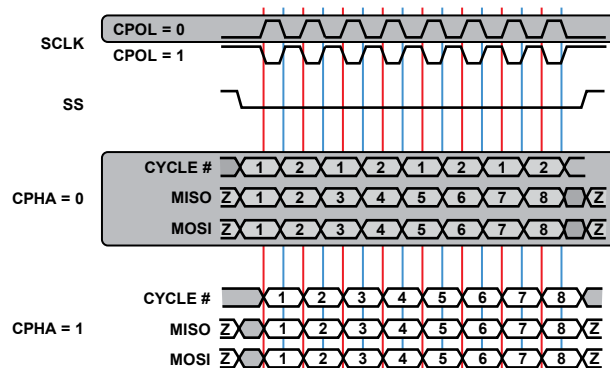 SCLK
CPOL = 0
CPOL = 1
SS
CPHA = 0
CYCLE # 1 2 1 2 1 2 1 2
MISO Z 1 2 3 4 5 6 7 8 Z
MOSI Z 1 2 3 4 5 6 7 8 Z
CPHA = 1
CYCLE # 1 2 3 4 5 6 7 8
MISO Z 1 2 3 4 5 6 7 8 Z
MOSI Z 1 2 3 4 5 6 7 8 Z